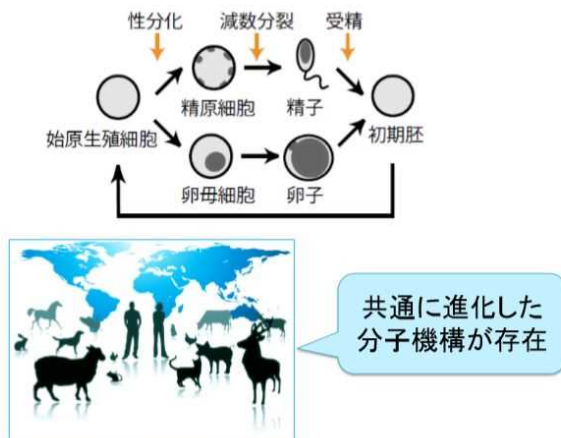 性分化
減数分裂
受精
始原生殖細胞
精原細胞
精子
初期胚
卵母細胞
卵子
共通に進化した
分子機構が存在